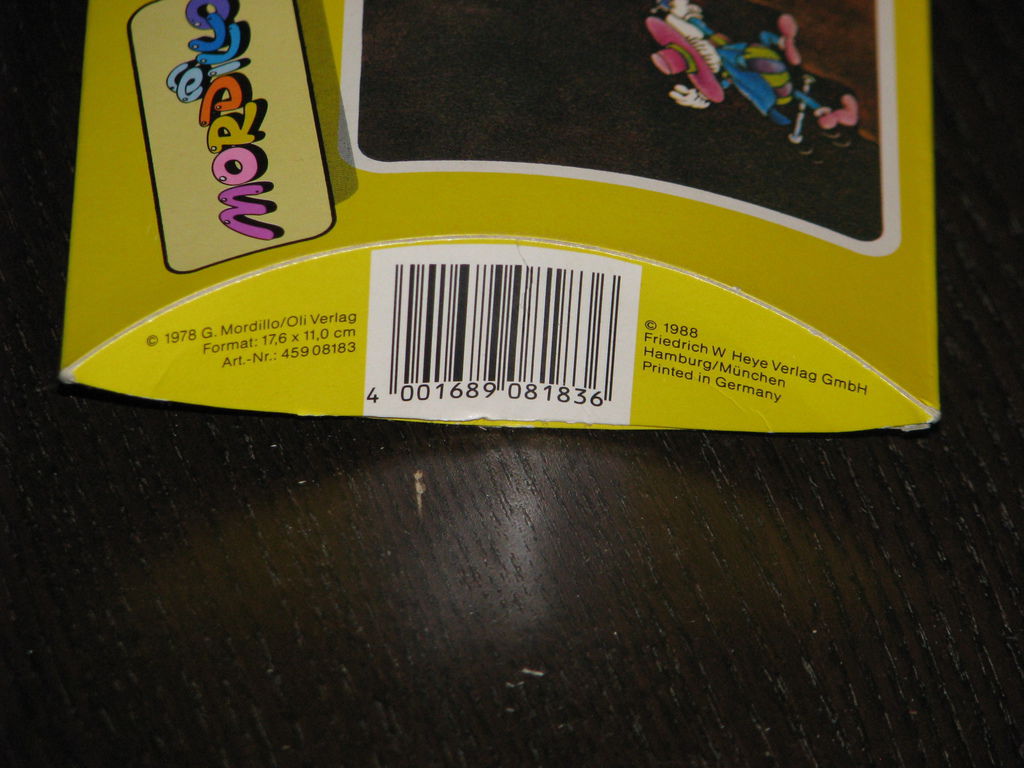 MORDILLO
© 1978 G. Mordillo/Oli Verlag
Format: 17,6 x 11,0 cm
Art.-Nr.: 459 08183
4 001689 081836
© 1988
Friedrich W. Heye Verlag GmbH
Hamburg/München
Printed in Germany